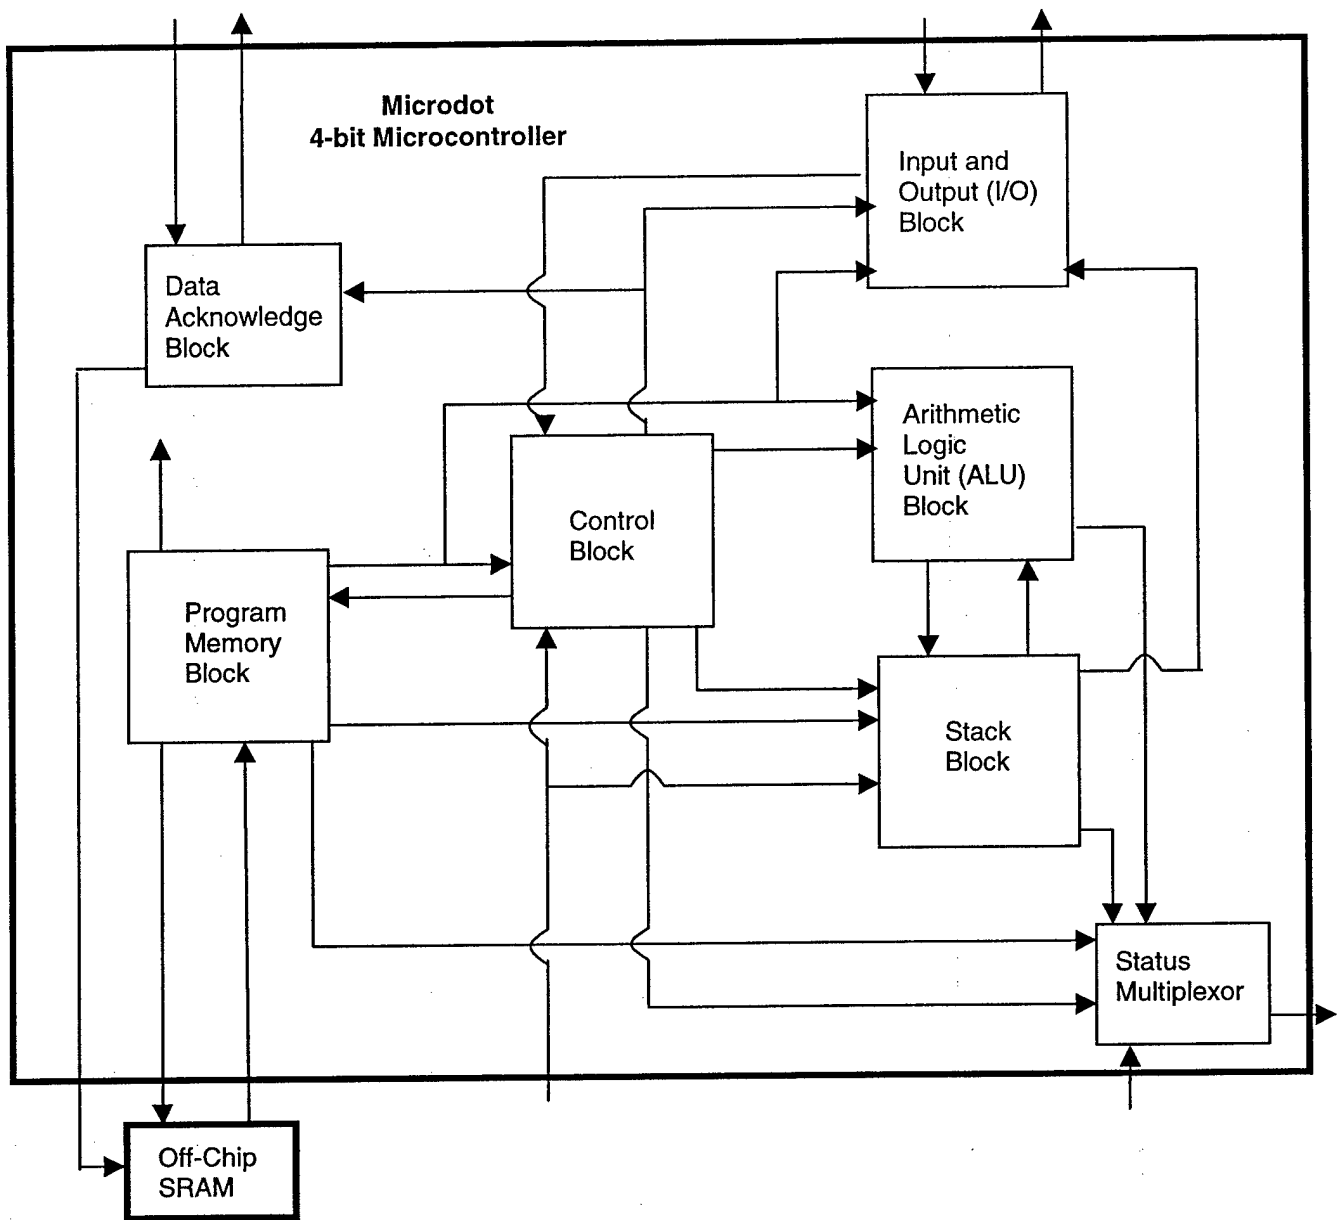 Microdot
4-bit Microcontroller
Input and
Output (I/O)
Block
Data
Acknowledge
Block
Arithmetic
Logic
Unit (ALU)
Block
Control
Block
Program
Memory
Block
Stack
Block
Status
Multiplexor
Off-Chip
SRAM